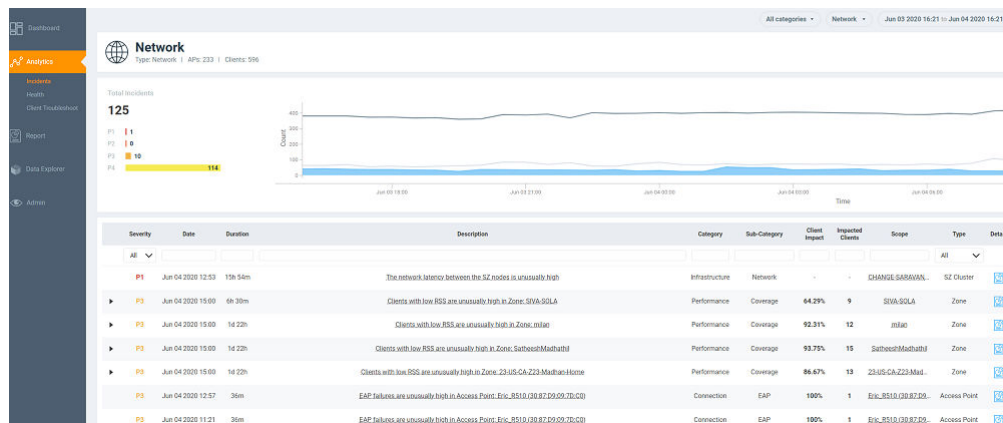 All categories Network Jun 03 2020 16:21 to Jun 04 2020 16:21
Dashboard
Analytics
Incidents
Health
Client Troubleshoot
Report
Data Explorer
Admin
Network
Type: Network | APs: 233 | Clients: 596
Total Incidents
125
P1 1
P2 0
P3 10
P4 114
Count
400
300
200
100
0
Jun 03 18:00 Jun 03 21:00 Jun 04 00:00 Jun 04 03:00 Jun 04 06:00
Time
Severity Date Duration Description Category Sub-Category Client Impact Impacted Clients Scope Type
All All
P1 Jun 04 2020 12:53 15h 54m The network latency between the SZ nodes is unusually high Infrastructure Network - - CHANGE-SARAVAN... SZ Cluster
P3 Jun 04 2020 15:00 6h 30m Clients with low RSS are unusually high in Zone: SIVA-SOLA Performance Coverage 64.29% 9 SIVA-SOLA Zone
P3 Jun 04 2020 15:00 1d 22h Clients with low RSS are unusually high in Zone: milan Performance Coverage 92.31% 12 milan Zone
P3 Jun 04 2020 15:00 1d 22h Clients with low RSS are unusually high in Zone: SatheeshMadhathil Performance Coverage 93.75% 15 SatheeshMadhathil Zone
P3 Jun 04 2020 15:00 1d 22h Clients with low RSS are unusually high in Zone: 23-US-CA-Z23-Madhan-Home Performance Coverage 86.67% 13 23-US-CA-Z23-Mad... Zone
P3 Jun 04 2020 12:57 36m EAP failures are unusually high in Access Point: Eric_R510 (30:87:D9:09:7D:C0) Connection EAP 100% 1 Eric_R510 (30:87:D9... Access Point
P3 Jun 04 2020 11:21 36m EAP failures are unusually high in Access Point: Eric_R510 (30:87:D9:09:7D:C0) Connection EAP 100% 1 Eric_R510 (30:87:D9... Access Point